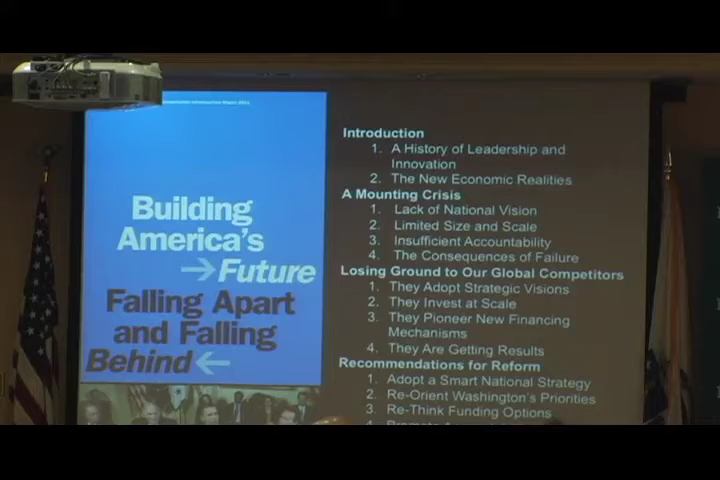 Building
America's
Future
Falling Apart
and Falling
Behind
Introduction
1. A History of Leadership and
Innovation
2. The New Economic Realities
A Mounting Crisis
1. Lack of National Vision
2. Limited Size and Scale
3. Insufficient Accountability
4. The Consequences of Failure
Losing Ground to Our Global Competitors
1. They Adopt Strategic Visions
2. They Invest at Scale
3. They Pioneer New Financing
Mechanisms
4. They Are Getting Results
Recommendations for Reform
1. Adopt a Smart National Strategy
2. Re-Orient Washington's Priorities
3. Re-Think Funding Options